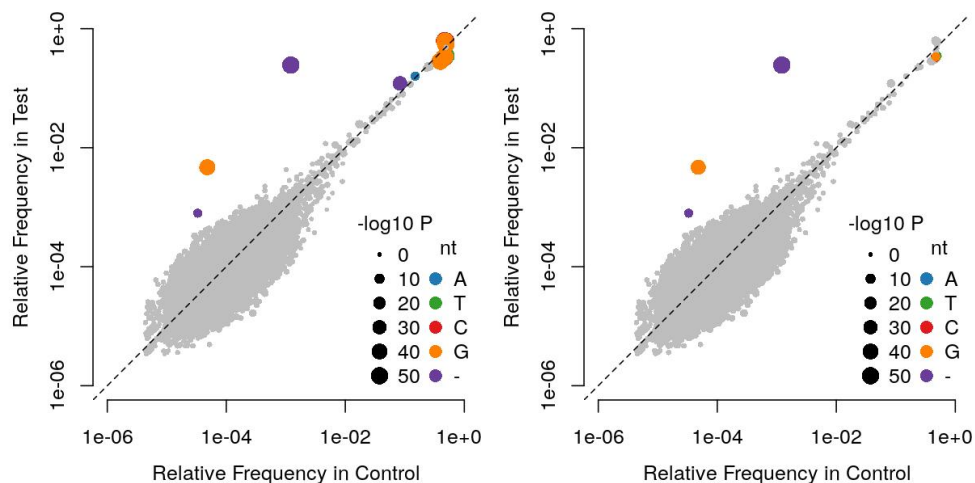 1e+0
1e-02
1e-04
1e-06
Relative Frequency in Test
-log10 P
nt
0
10 A
20 T
30 C
40 G
50 -
1e-06 1e-04 1e-02 1e+0
Relative Frequency in Control
1e+0
1e-02
1e-04
1e-06
Relative Frequency in Test
-log10 P
nt
0
10 A
20 T
30 C
40 G
50 -
1e-06 1e-04 1e-02 1e+0
Relative Frequency in Control